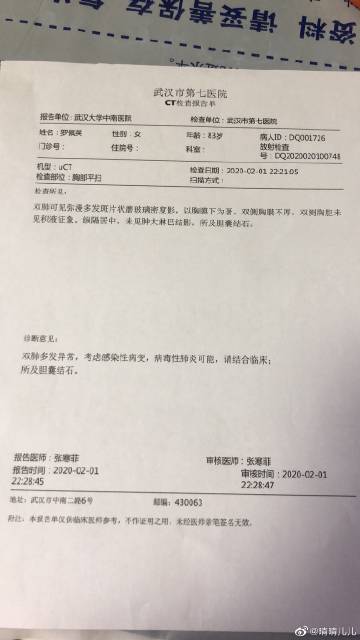 资料 请妥善保存
武汉市第七医院
CT检查报告单
报告单位: 武汉大学中南医院 检查单位: 武汉市第七医院
姓名: 罗佩英 性别: 女 年龄: 83岁 病人ID: DQ001726
门诊号: 住院号: 科室: 放射检查
号: DQ2020020100748
机型: uCT 检查日期: 2020-02-01 22:21:05
检查部位: 胸部平扫 扫描方式:
检查所见:
双肺可见弥漫多发斑片状磨玻璃密度影，以胸膜下为著。双侧胸膜不厚，双侧胸腔未
见积液征象。纵隔居中，未见肿大淋巴结影。所及胆囊结石。
诊断意见:
双肺多发异常，考虑感染性病变，病毒性肺炎可能，请结合临床；
所及胆囊结石。
报告医师: 张寒菲 审核医师: 张寒菲
报告时间: 2020-02-01 审核时间: 2020-02-01
22:28:45 22:28:47
地址: 武汉市中南二路6号 邮编: 430063
附注: 本报告单仅供临床医师参考，不作证明之用，未经医师亲笔签名无效。
@晴晴儿儿